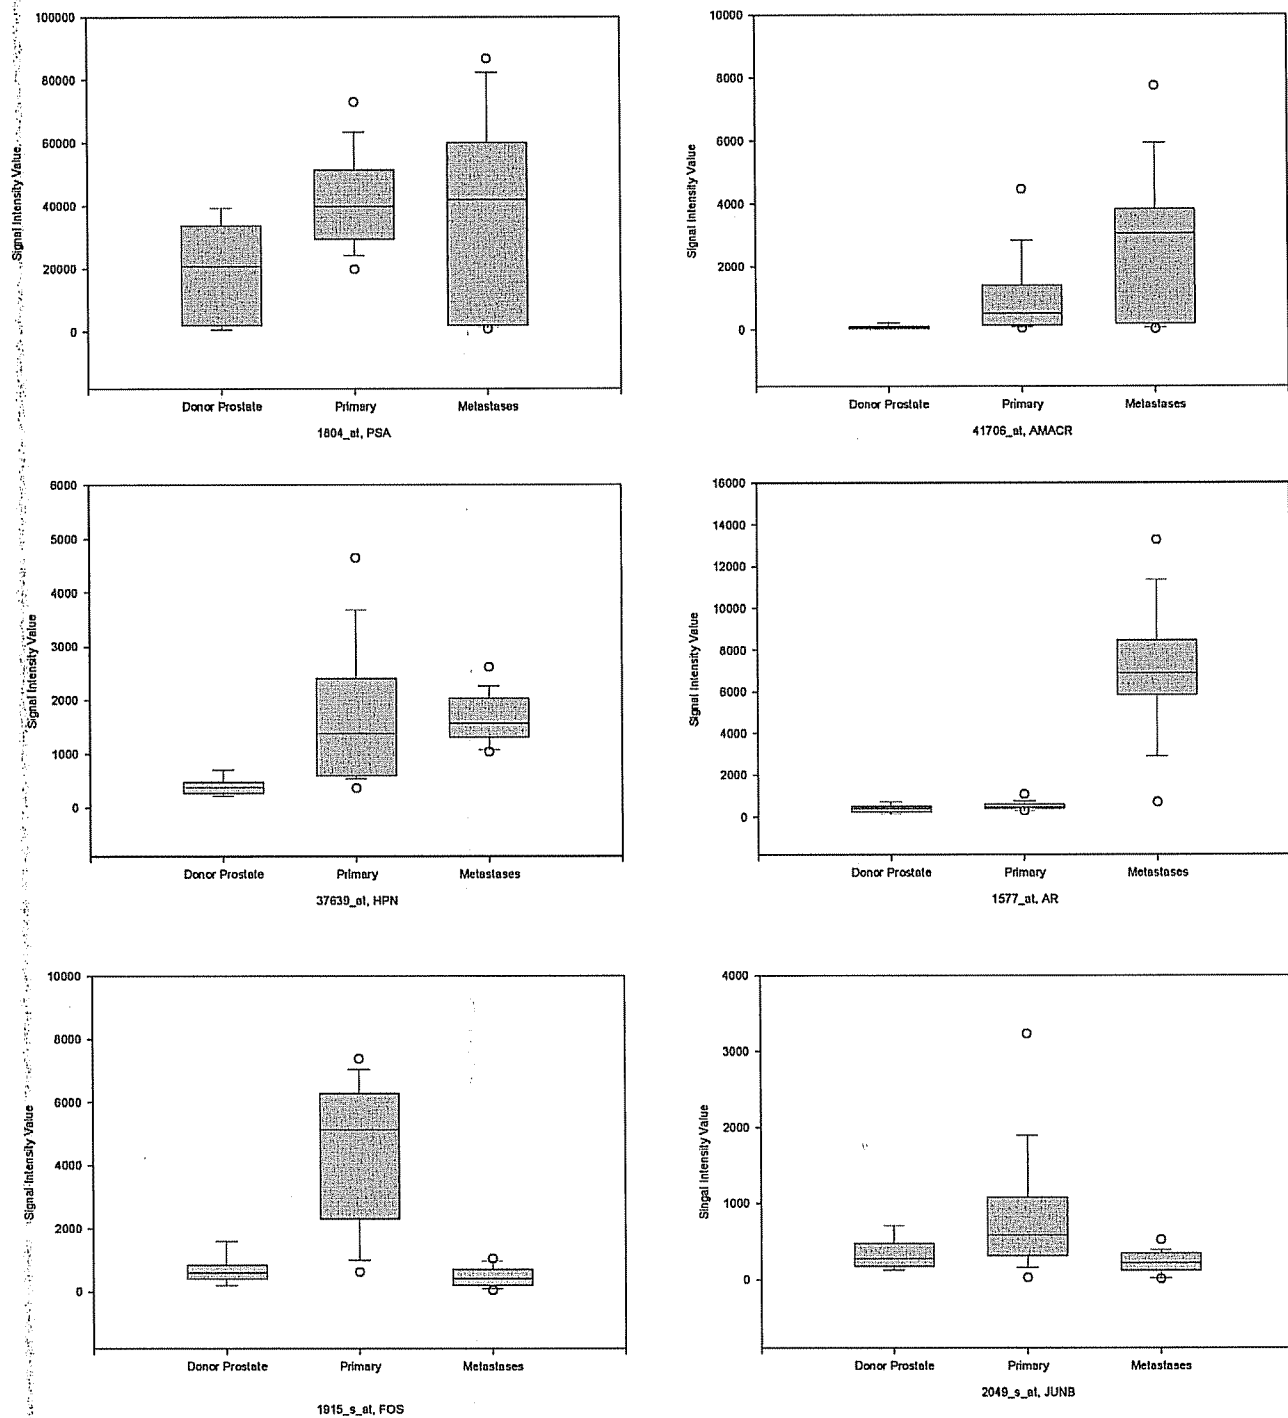 100000
80000
60000
40000
20000
0
Signal Intensity Value
Donor Prostate Primary Metastases
1804_at, PSA
10000
8000
6000
4000
2000
0
Signal Intensity Value
Donor Prostate Primary Metastases
41706_at, AMACR
6000
5000
4000
3000
2000
1000
0
Signal Intensity Value
Donor Prostate Primary Metastases
37639_at, HPN
16000
14000
12000
10000
8000
6000
4000
2000
0
Signal Intensity Value
Donor Prostate Primary Metastases
1577_at, AR
10000
8000
6000
4000
2000
0
Signal Intensity Value
Donor Prostate Primary Metastases
1915_s_at, FOS
4000
3000
2000
1000
0
Singal Intensity Value
Donor Prostate Primary Metastases
2049_s_at, JUNB